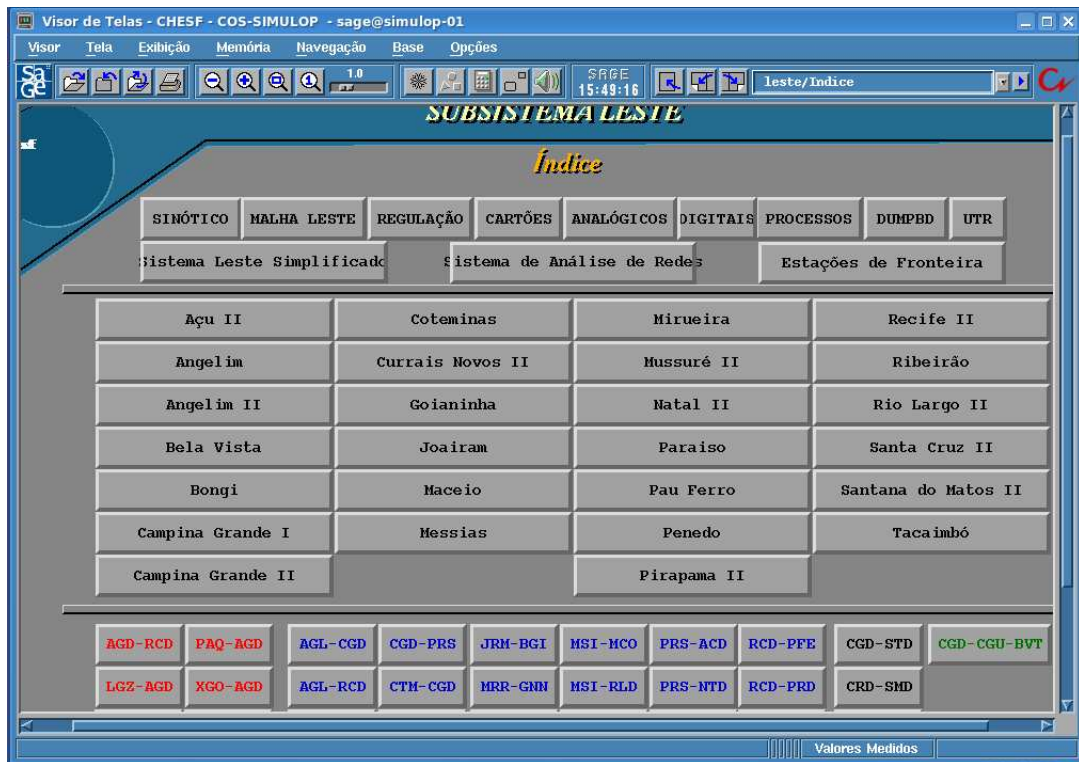 Visor de Telas - CHESF - COS-SIMULOP - sage@simulop-01
Visor Tela Exibição Memória Navegação Base Opções
Sa Ge 1.0 SAGE 15:49:16 leste/Indice
SUBSISTEMA LESTE
sf
Índice
SINÓTICO MALHA LESTE REGULAÇÃO CARTÕES ANALÓGICOS DIGITAIS PROCESSOS DUMPBD UTR
Sistema Leste Simplificado Sistema de Análise de Redes Estações de Fronteira
Açu II Coteminas Mirueira Recife II
Angelim Currais Novos II Mussuré II Ribeirão
Angelim II Goianinha Natal II Rio Largo II
Bela Vista Joairam Paraiso Santa Cruz II
Bongi Maceio Pau Ferro Santana do Matos II
Campina Grande I Messias Penedo Tacaimbó
Campina Grande II Pirapama II
AGD-RCD PAQ-AGD AGL-CGD CGD-PRS JRM-BGI MSI-MCO PRS-ACD RCD-PFE CGD-STD CGD-CGU-BVT
LGZ-AGD XGO-AGD AGL-RCD CTM-CGD MRR-GNN MSI-RLD PRS-NTD RCD-PRD CRD-SMD
Valores Medidos